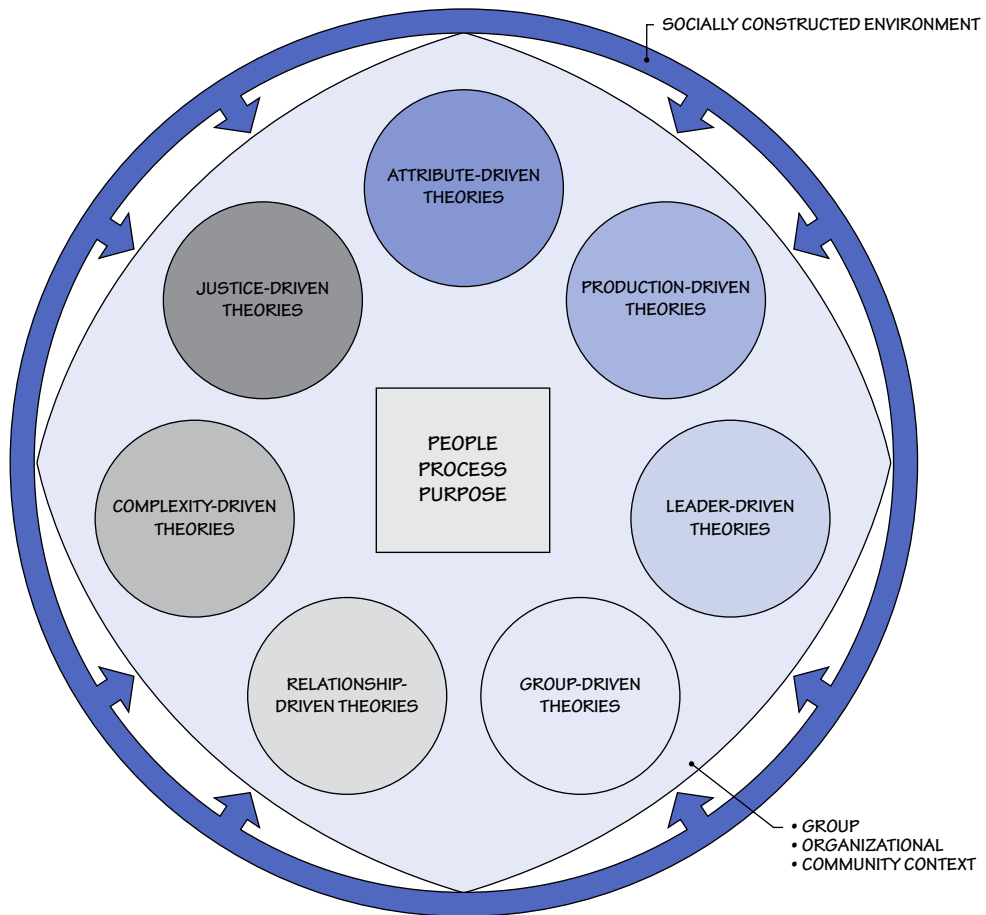 SOCIALLY CONSTRUCTED ENVIRONMENT
ATTRIBUTE-DRIVEN
THEORIES
JUSTICE-DRIVEN
THEORIES
PRODUCTION-DRIVEN
THEORIES
PEOPLE
PROCESS
PURPOSE
COMPLEXITY-DRIVEN
THEORIES
LEADER-DRIVEN
THEORIES
RELATIONSHIP-
DRIVEN THEORIES
GROUP-DRIVEN
THEORIES
• GROUP
• ORGANIZATIONAL
• COMMUNITY CONTEXT